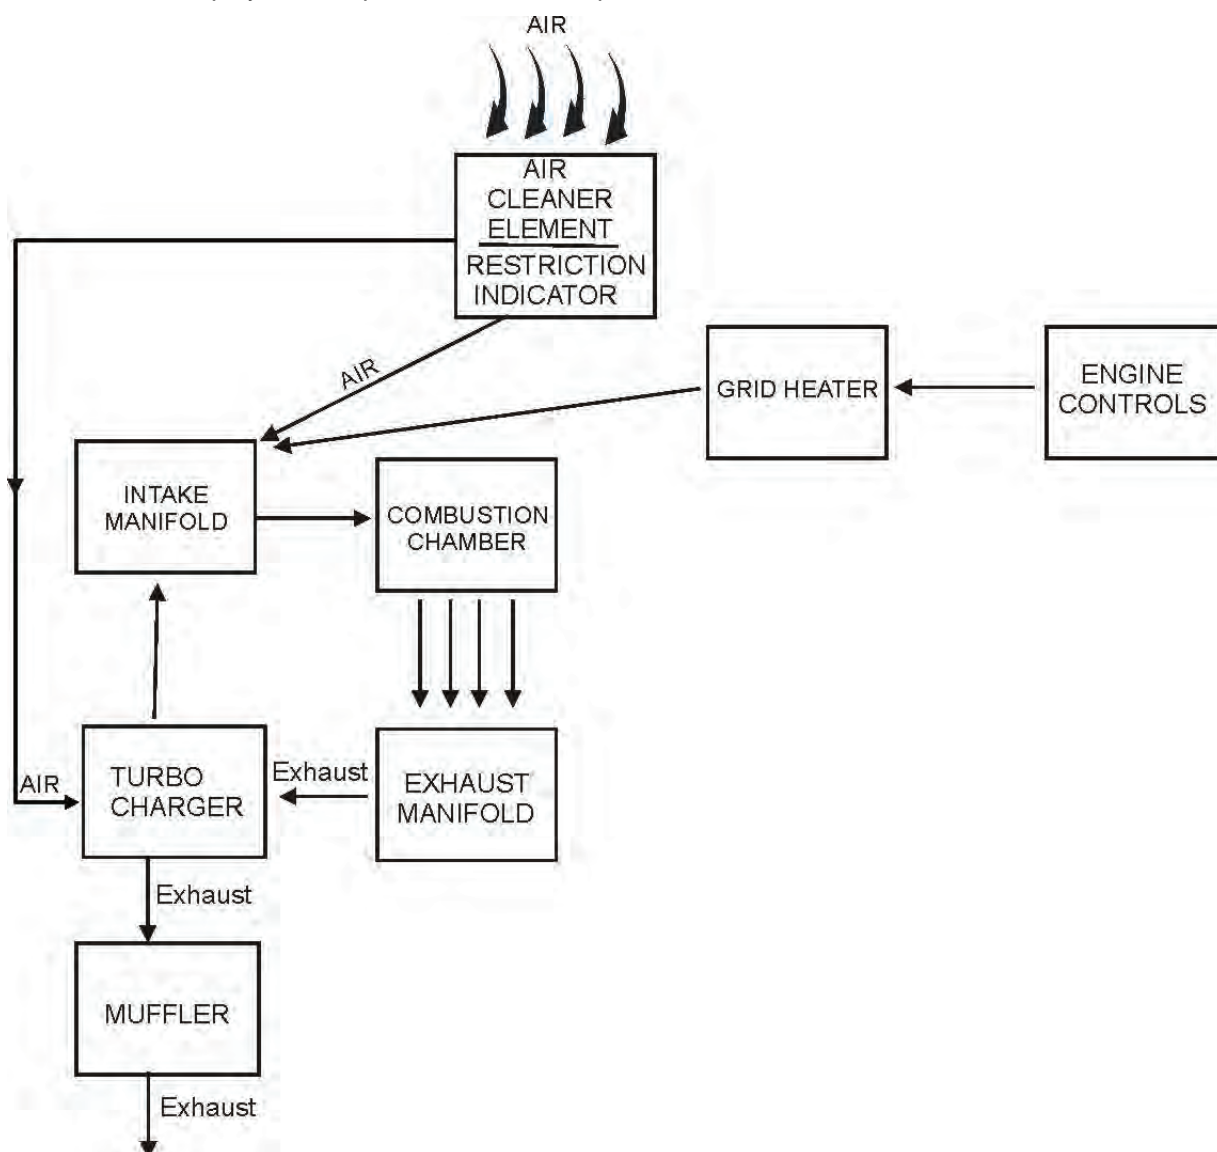 AIR
AIR
CLEANER
ELEMENT
RESTRICTION
INDICATOR
AIR
GRID HEATER
ENGINE
CONTROLS
INTAKE
MANIFOLD
COMBUSTION
CHAMBER
AIR
TURBO
CHARGER
Exhaust
EXHAUST
MANIFOLD
Exhaust
MUFFLER
Exhaust